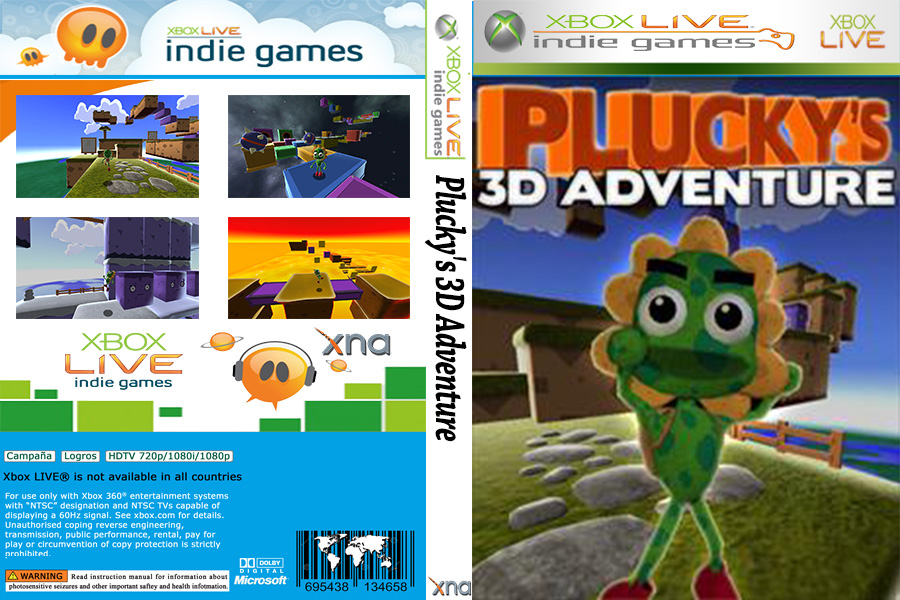 XBOX LIVE
indie games
XBOX LIVE
indie games
xna
Campaña
Logros
HDTV 720p/1080i/1080p
Xbox LIVE® is not available in all countries
For use only with Xbox 360® entertainment systems
with “NTSC” designation and NTSC TVs capable of
displaying a 60Hz signal. See xbox.com for details.
Unauthorised coping reverse engineering,
transmission, public performance, rental, pay for
play or circumvention of copy protection is strictly
prohibited.
WARNING Read instruction manual for information about
photosensitive seizures and other important saftey and health infotmation.
DOLBY
DIGITAL
Microsoft
695438 134658
XBOX LIVE
indie games
Plucky's 3D Adventure
xna
XBOX LIVE
indie games
XBOX
LIVE
PLUCKY'S
3D ADVENTURE